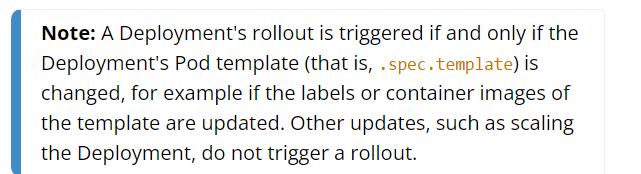 Note: A Deployment's rollout is triggered if and only if the
Deployment's Pod template (that is, .spec.template) is
changed, for example if the labels or container images of
the template are updated. Other updates, such as scaling
the Deployment, do not trigger a rollout.